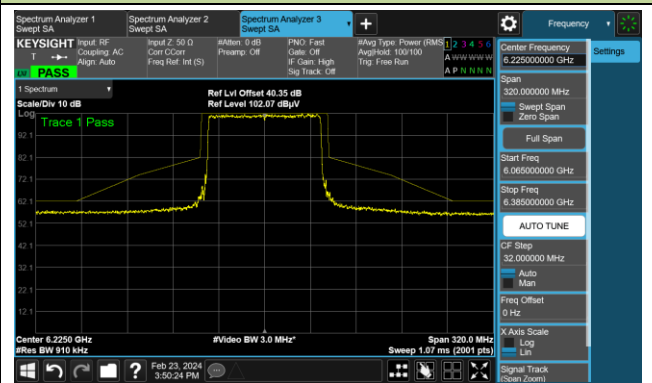 Spectrum Analyzer 1
Swept SA
Spectrum Analyzer 2
Swept SA
Spectrum Analyzer 3
Swept SA
Frequency
KEYSIGHT
Input: RF
Coupling: AC
Align: Auto
Input Z: 50 Ω
Corr CCorr
Freq Ref: Int (S)
#Atten: 0 dB
Preamp: Off
PNO: Fast
Gate: Off
IF Gain: High
Sig Track: Off
#Avg Type: Power (RMS
Avg|Hold: 100/100
Trig: Free Run
1 2 3 4 5 6
A W W W W W
A P N N N N
PASS
1 Spectrum
Scale/Div 10 dB
Ref Lvl Offset 40.35 dB
Ref Level 102.07 dBµV
Log
Trace 1 Pass
92.1
82.1
72.1
62.1
52.1
42.1
32.1
22.1
12.1
Center 6.2250 GHz
#Res BW 910 kHz
#Video BW 3.0 MHz*
Span 320.0 MHz
Sweep 1.07 ms (2001 pts)
Center Frequency
6.225000000 GHz
Settings
Span
320.000000 MHz
Swept Span
Zero Span
Full Span
Start Freq
6.065000000 GHz
Stop Freq
6.385000000 GHz
AUTO TUNE
CF Step
32.000000 MHz
Auto
Man
Freq Offset
0 Hz
X Axis Scale
Log
Lin
Signal Track
(Span Zoom)
Feb 23, 2024
3:50:24 PM